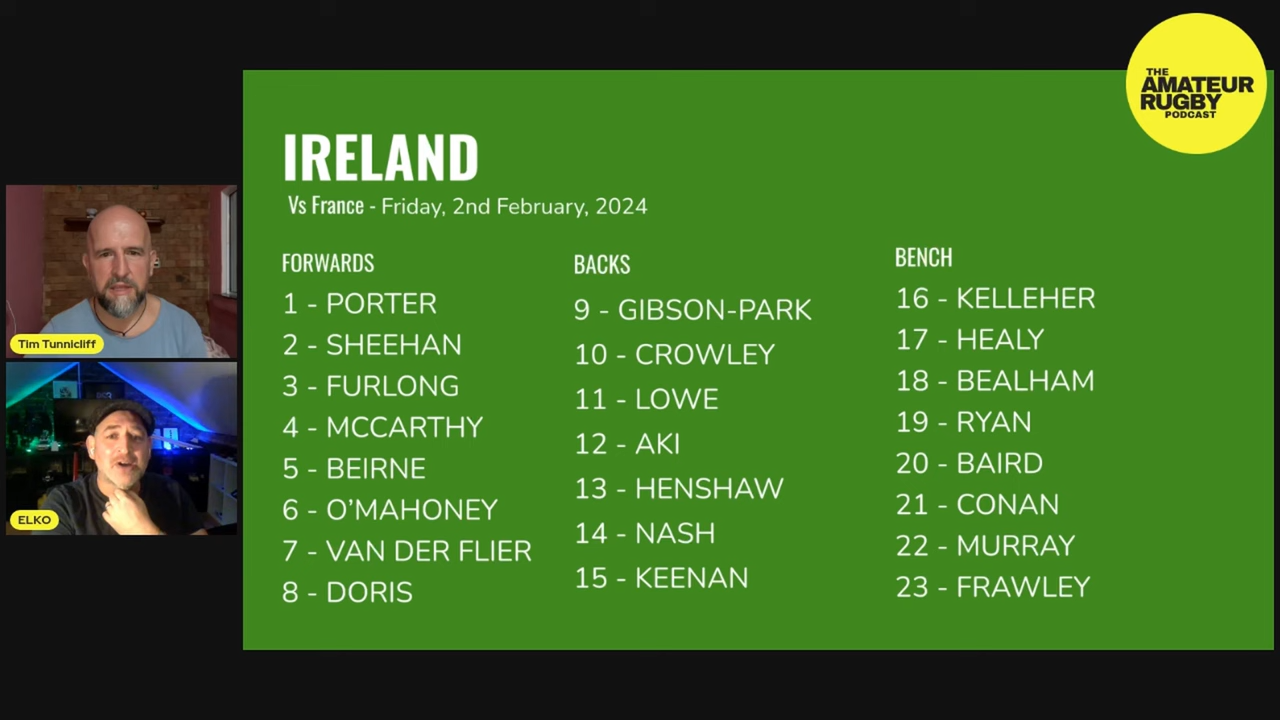 THE
AMATEUR
RUGBY
PODCAST
IRELAND
Vs France - Friday, 2nd February, 2024
FORWARDS
1 - PORTER
2 - SHEEHAN
3 - FURLONG
4 - MCCARTHY
5 - BEIRNE
6 - O’MAHONEY
7 - VAN DER FLIER
8 - DORIS
BACKS
9 - GIBSON-PARK
10 - CROWLEY
11 - LOWE
12 - AKI
13 - HENSHAW
14 - NASH
15 - KEENAN
BENCH
16 - KELLEHER
17 - HEALY
18 - BEALHAM
19 - RYAN
20 - BAIRD
21 - CONAN
22 - MURRAY
23 - FRAWLEY
Tim Tunnicliff
ELKO